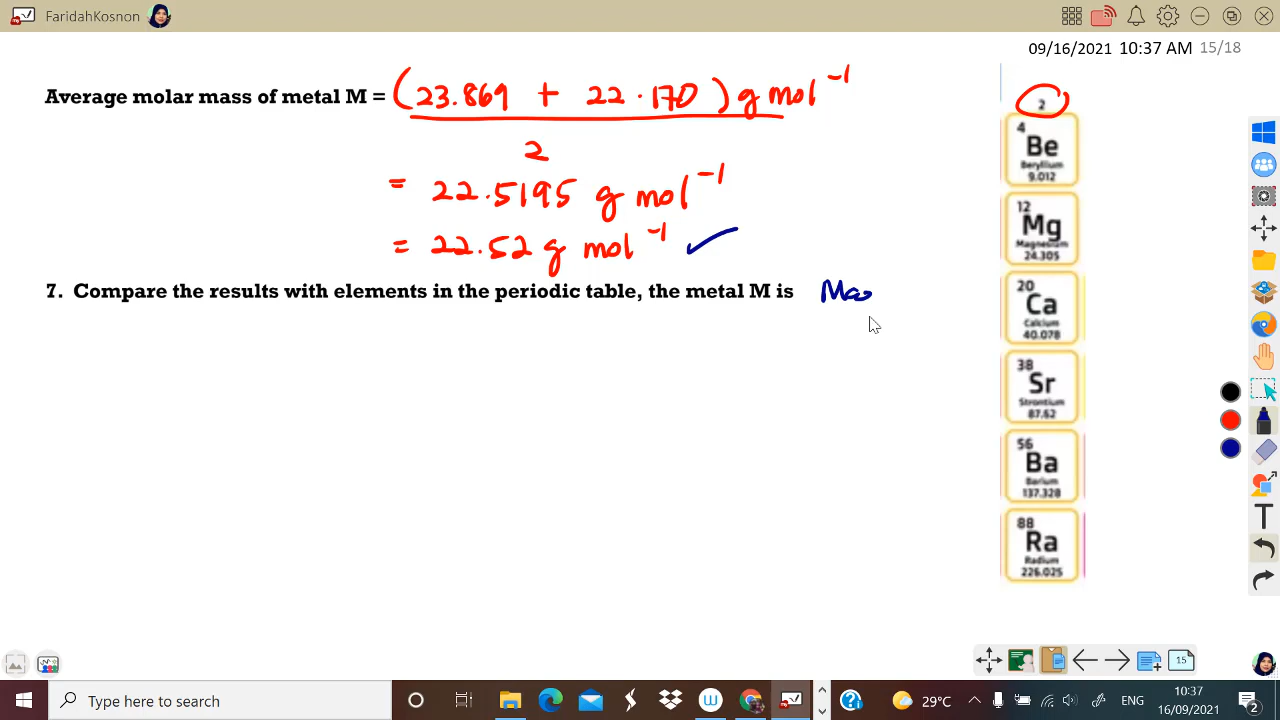 FaridahKosnon
09/16/2021 10:37 AM 15/18
Average molar mass of metal M = (23.869 + 22.170) g mol⁻¹
2
= 22.5195 g mol⁻¹
= 22.52 g mol⁻¹ ✓
7. Compare the results with elements in the periodic table, the metal M is
2
4
Be
Beryllium
9.012
12
Mg
Magnesium
24.305
20
Ca
Calcium
40.078
38
Sr
Strontium
87.62
56
Ba
Barium
137.328
88
Ra
Radium
226.025
T
15
Type here to search
W
29°C
ENG
10:37
16/09/2021
2